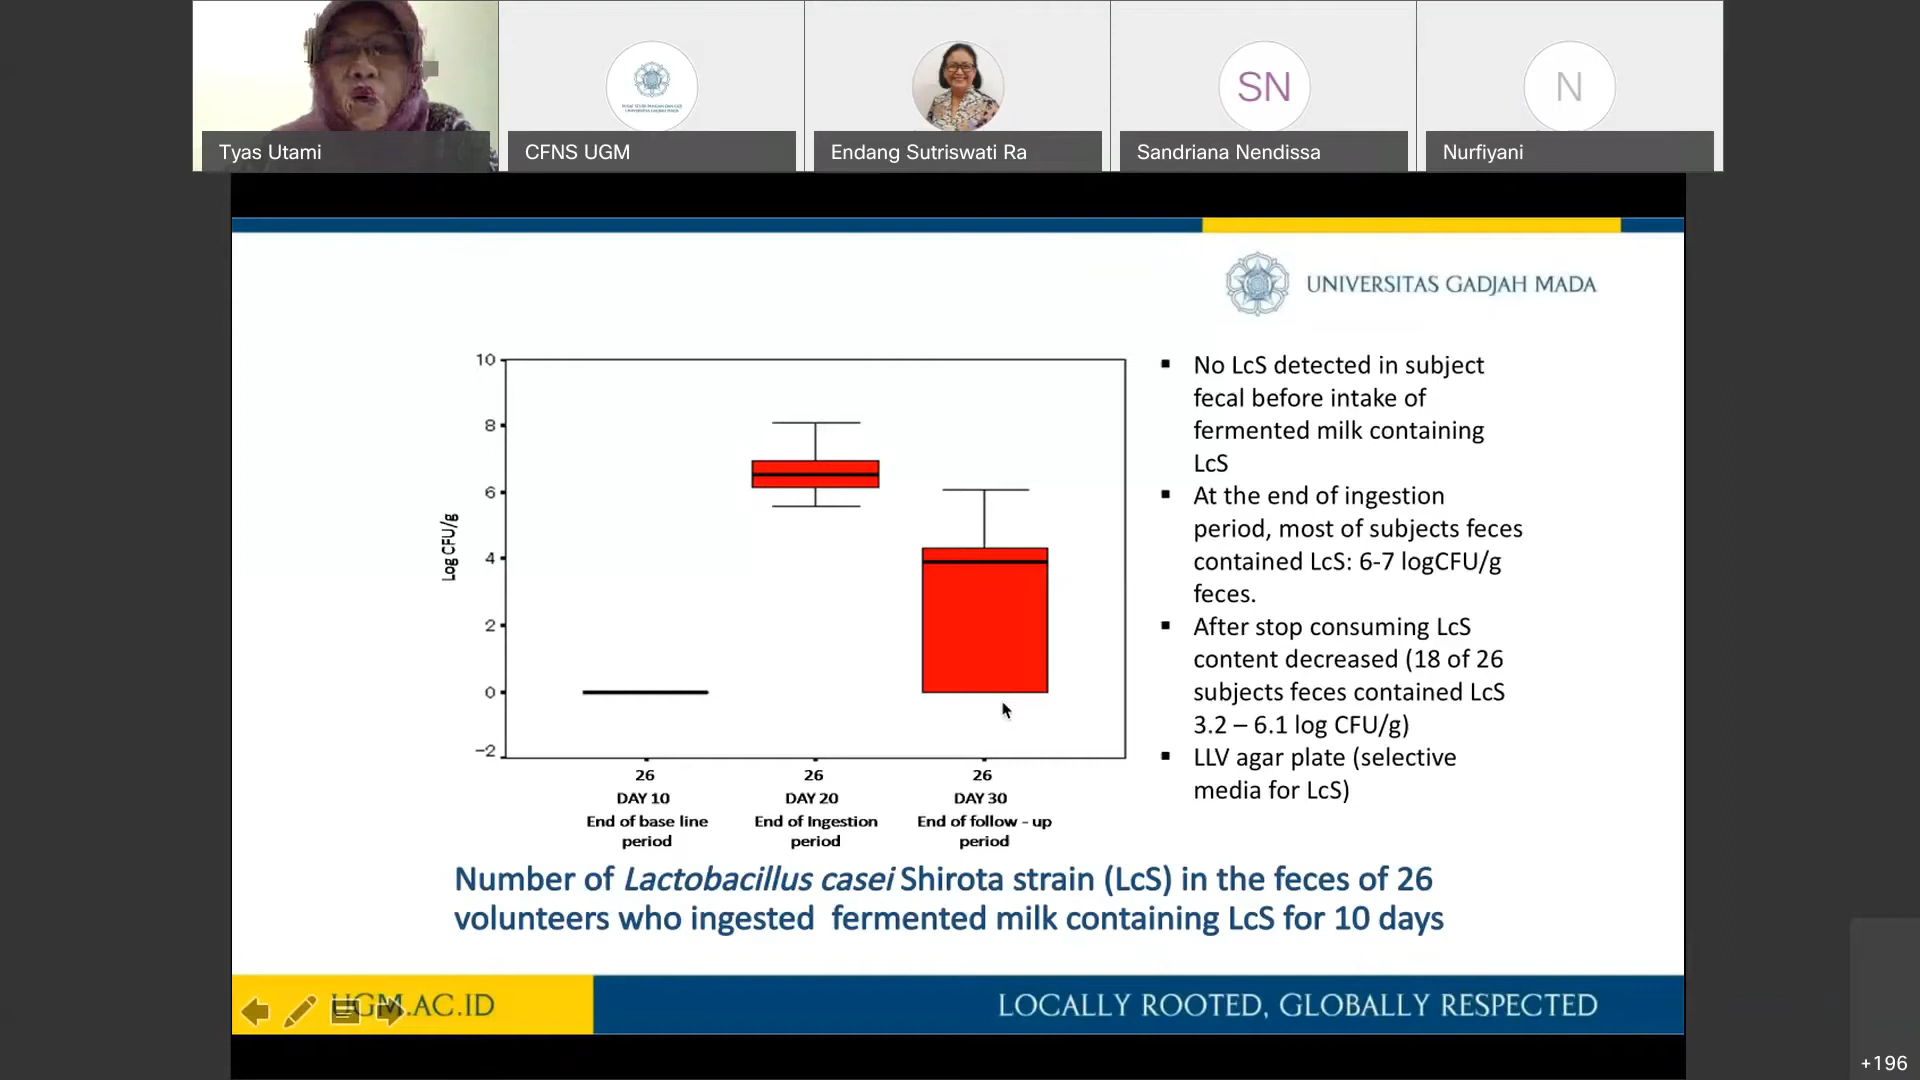 Tyas Utami
CFNS UGM
Endang Sutriswati Ra
SN
Sandriana Nendissa
N
Nurfiyani
UNIVERSITAS GADJAH MADA
10
8
6
4
2
0
−2
Log CFU/g
26
26
26
DAY 10
DAY 20
DAY 30
End of base line
period
End of Ingestion
period
End of follow - up
period
▪ No LcS detected in subject
fecal before intake of
fermented milk containing
LcS
▪ At the end of ingestion
period, most of subjects feces
contained LcS: 6-7 logCFU/g
feces.
▪ After stop consuming LcS
content decreased (18 of 26
subjects feces contained LcS
3.2 – 6.1 log CFU/g)
▪ LLV agar plate (selective
media for LcS)
Number of Lactobacillus casei Shirota strain (LcS) in the feces of 26
volunteers who ingested fermented milk containing LcS for 10 days
UGM.AC.ID
LOCALLY ROOTED, GLOBALLY RESPECTED
+196